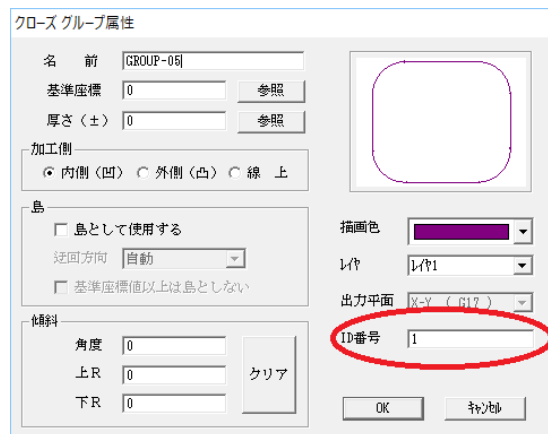 クローズ グループ属性
名　前 GROUP-05
基準座標 0 参照
厚さ（±） 0 参照
加工側
内側（凹） 外側（凸） 線　上
島
島として使用する
迂回方向 自動
基準座標値以上は島としない
傾斜
角度 0
上R 0
下R 0
クリア
描画色
ﾚｲﾔ ﾚｲﾔ1
出力平面 X-Y ( G17 )
ID番号 1
OK ｷｬﾝｾﾙ